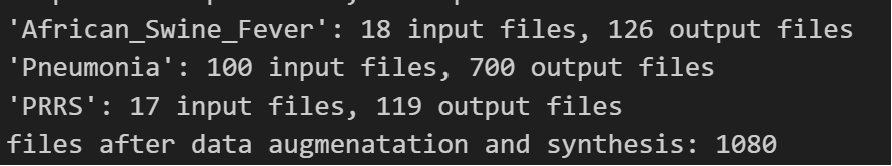 'African_Swine_Fever': 18 input files, 126 output files
'Pneumonia': 100 input files, 700 output files
'PRRS': 17 input files, 119 output files
files after data augmenatation and synthesis: 1080